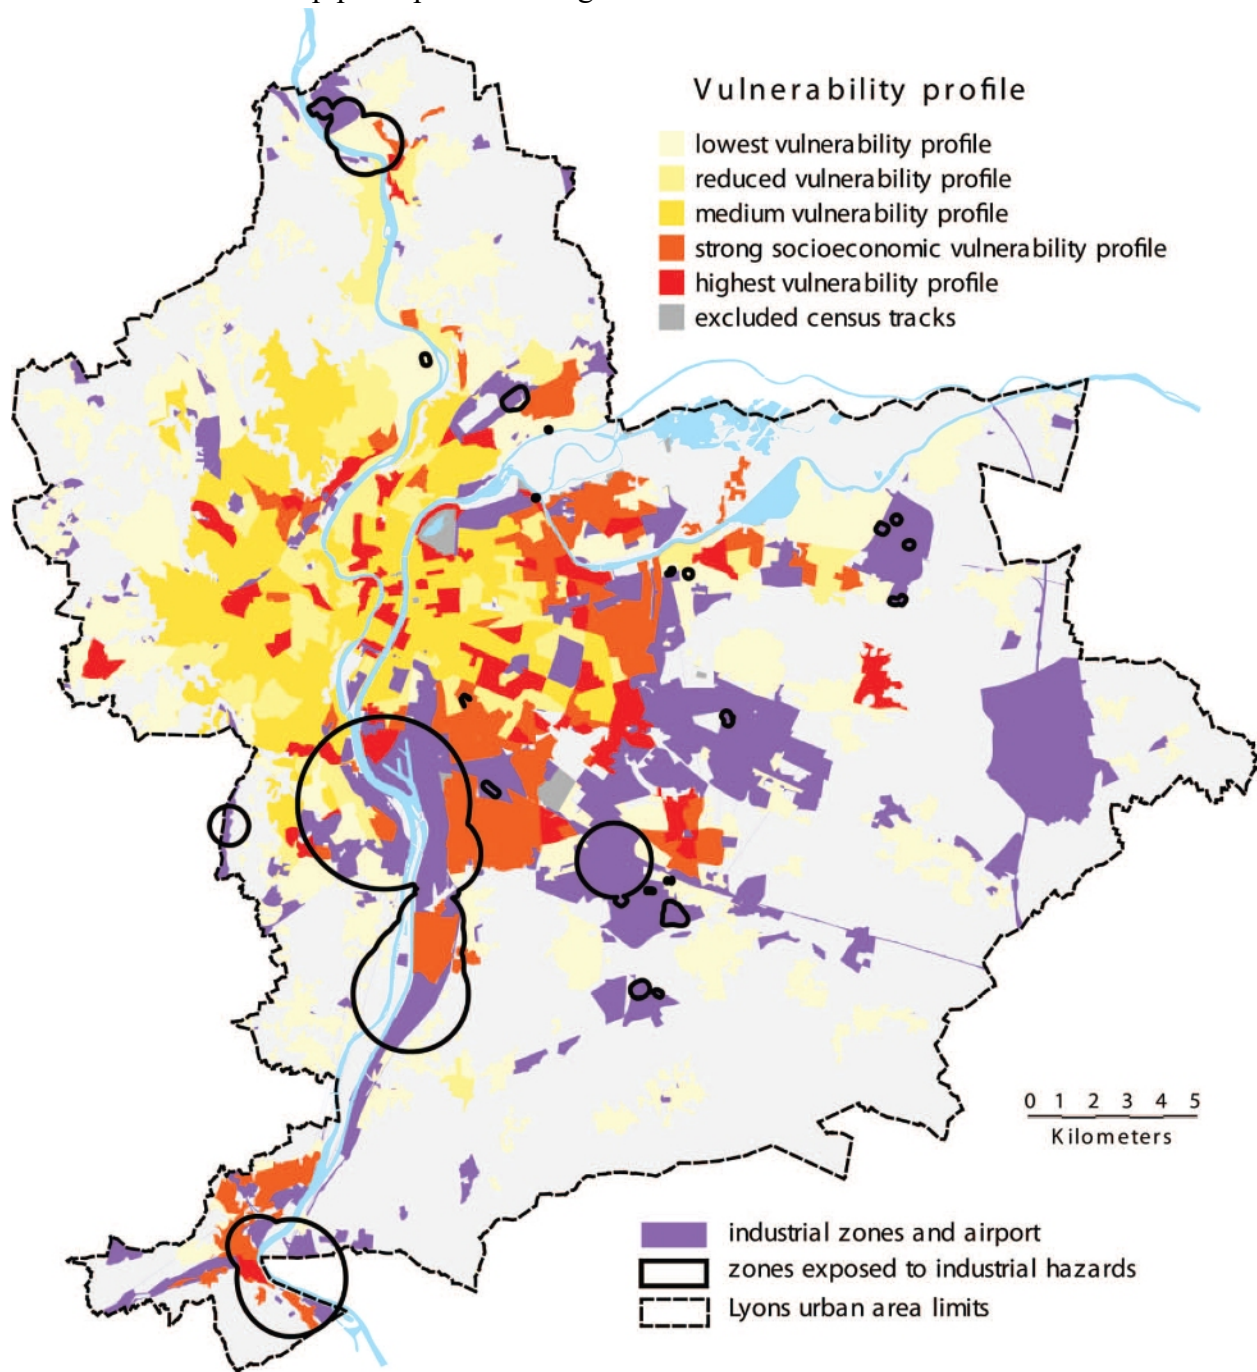 Vulnerability profile
lowest vulnerability profile
reduced vulnerability profile
medium vulnerability profile
strong socioeconomic vulnerability profile
highest vulnerability profile
excluded census tracks
0 1 2 3 4 5
Kilometers
industrial zones and airport
zones exposed to industrial hazards
Lyons urban area limits